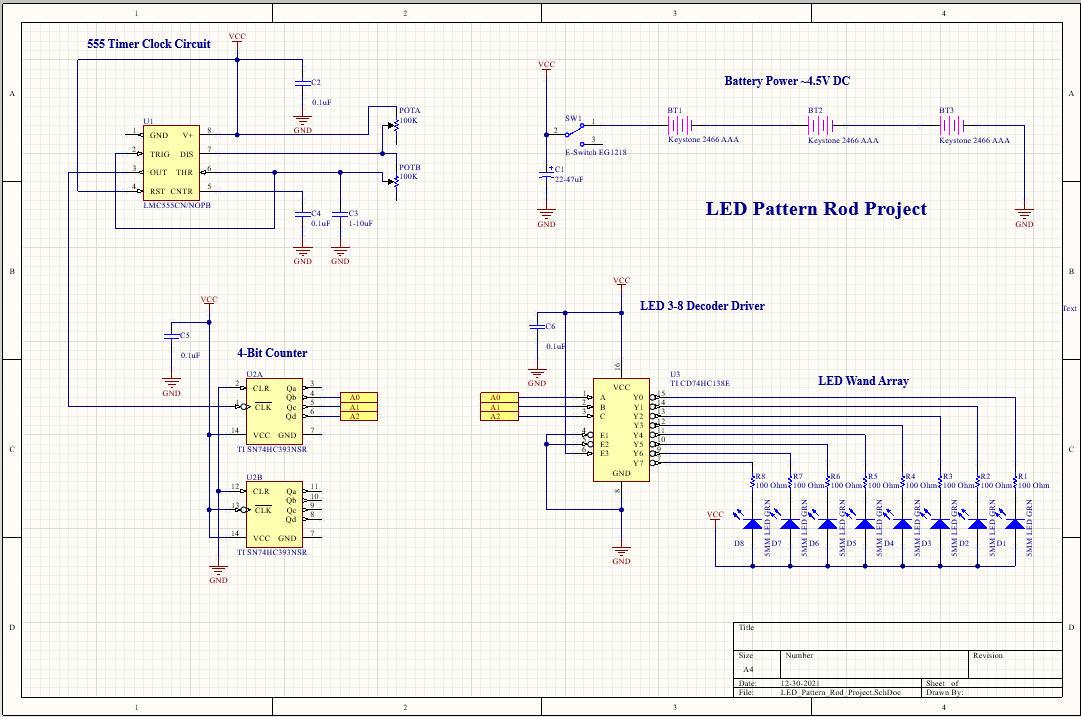 1 2 3 4
555 Timer Clock Circuit
VCC
C2
0.1uF
GND
POTA
100K
POTB
100K
U1
1 GND V+ 8
2 TRIG DIS 7
3 OUT THR 6
4 RST CNTR 5
LMC555CN/NOPB
C4
0.1uF
C3
1-10uF
GND
GND
Battery Power ~4.5V DC
VCC
SW1
1
2
3
E-Switch EG1218
C1
22-47uF
GND
BT1
Keystone 2466 AAA
BT2
Keystone 2466 AAA
BT3
Keystone 2466 AAA
GND
LED Pattern Rod Project
A A
B B
C C
D D
Text
VCC
C5
0.1uF
GND
4-Bit Counter
U2A
2 CLR Qa 3
Qb 4
1 CLK Qc 5
Qd 6
14 VCC GND 7
TI SN74HC393NSR
A0
A1
A2
U2B
12 CLR Qa 11
Qb 10
13 CLK Qc 9
Qd 8
14 VCC GND 7
TI SN74HC393NSR
GND
LED 3-8 Decoder Driver
VCC
C6
0.1uF
GND
A0
A1
A2
U3
TI CD74HC138E
16
VCC
1 A Y0 15
2 B Y1 14
3 C Y2 13
Y3 12
4 E1 Y4 11
5 E2 Y5 10
6 E3 Y6 9
Y7 7
GND
8
GND
LED Wand Array
R8 R7 R6 R5 R4 R3 R2 R1
100 Ohm 100 Ohm 100 Ohm 100 Ohm 100 Ohm 100 Ohm 100 Ohm 100 Ohm
VCC
D8 D7 D6 D5 D4 D3 D2 D1
5MM LED GRN
5MM LED GRN
5MM LED GRN
5MM LED GRN
5MM LED GRN
5MM LED GRN
5MM LED GRN
5MM LED GRN
Title
Size Number Revision
A4
Date: 12-30-2021 Sheet of
File: LED_Pattern_Rod_Project.SchDoc Drawn By:
1 2 3 4